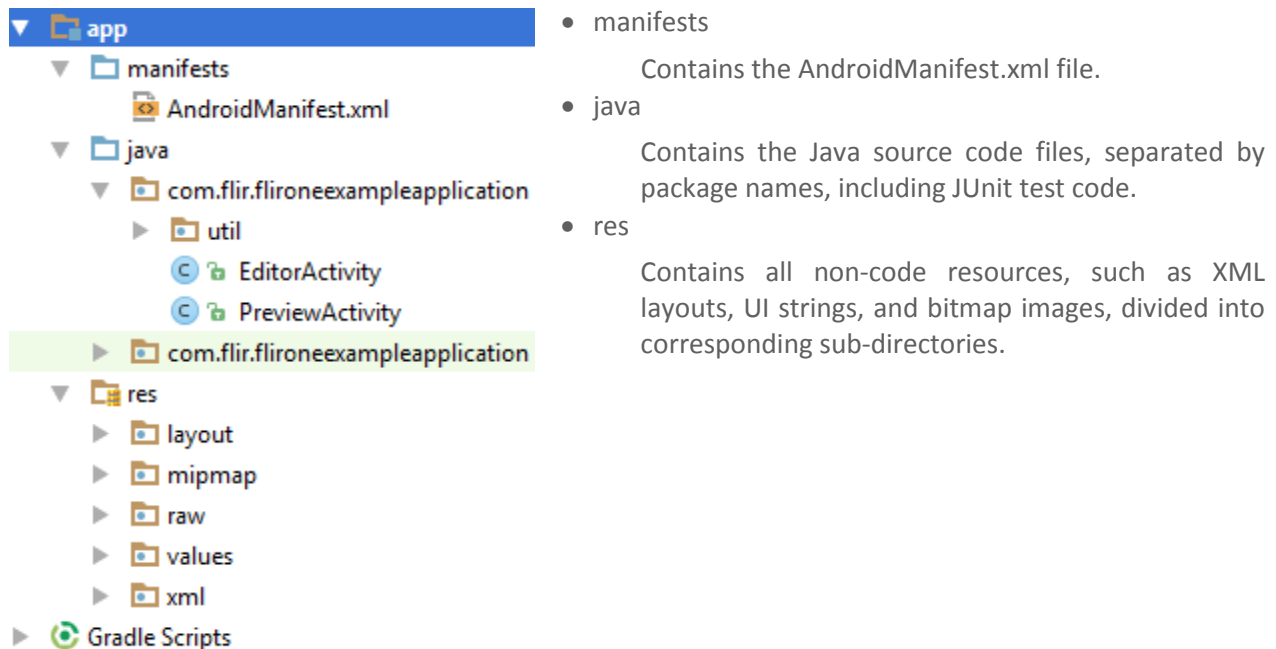 app
manifests
AndroidManifest.xml
java
com.flir.flironeexampleapplication
util
EditorActivity
PreviewActivity
com.flir.flironeexampleapplication
res
layout
mipmap
raw
values
xml
Gradle Scripts
• manifests
Contains the AndroidManifest.xml file.
• java
Contains the Java source code files, separated by
package names, including JUnit test code.
• res
Contains all non-code resources, such as XML
layouts, UI strings, and bitmap images, divided into
corresponding sub-directories.